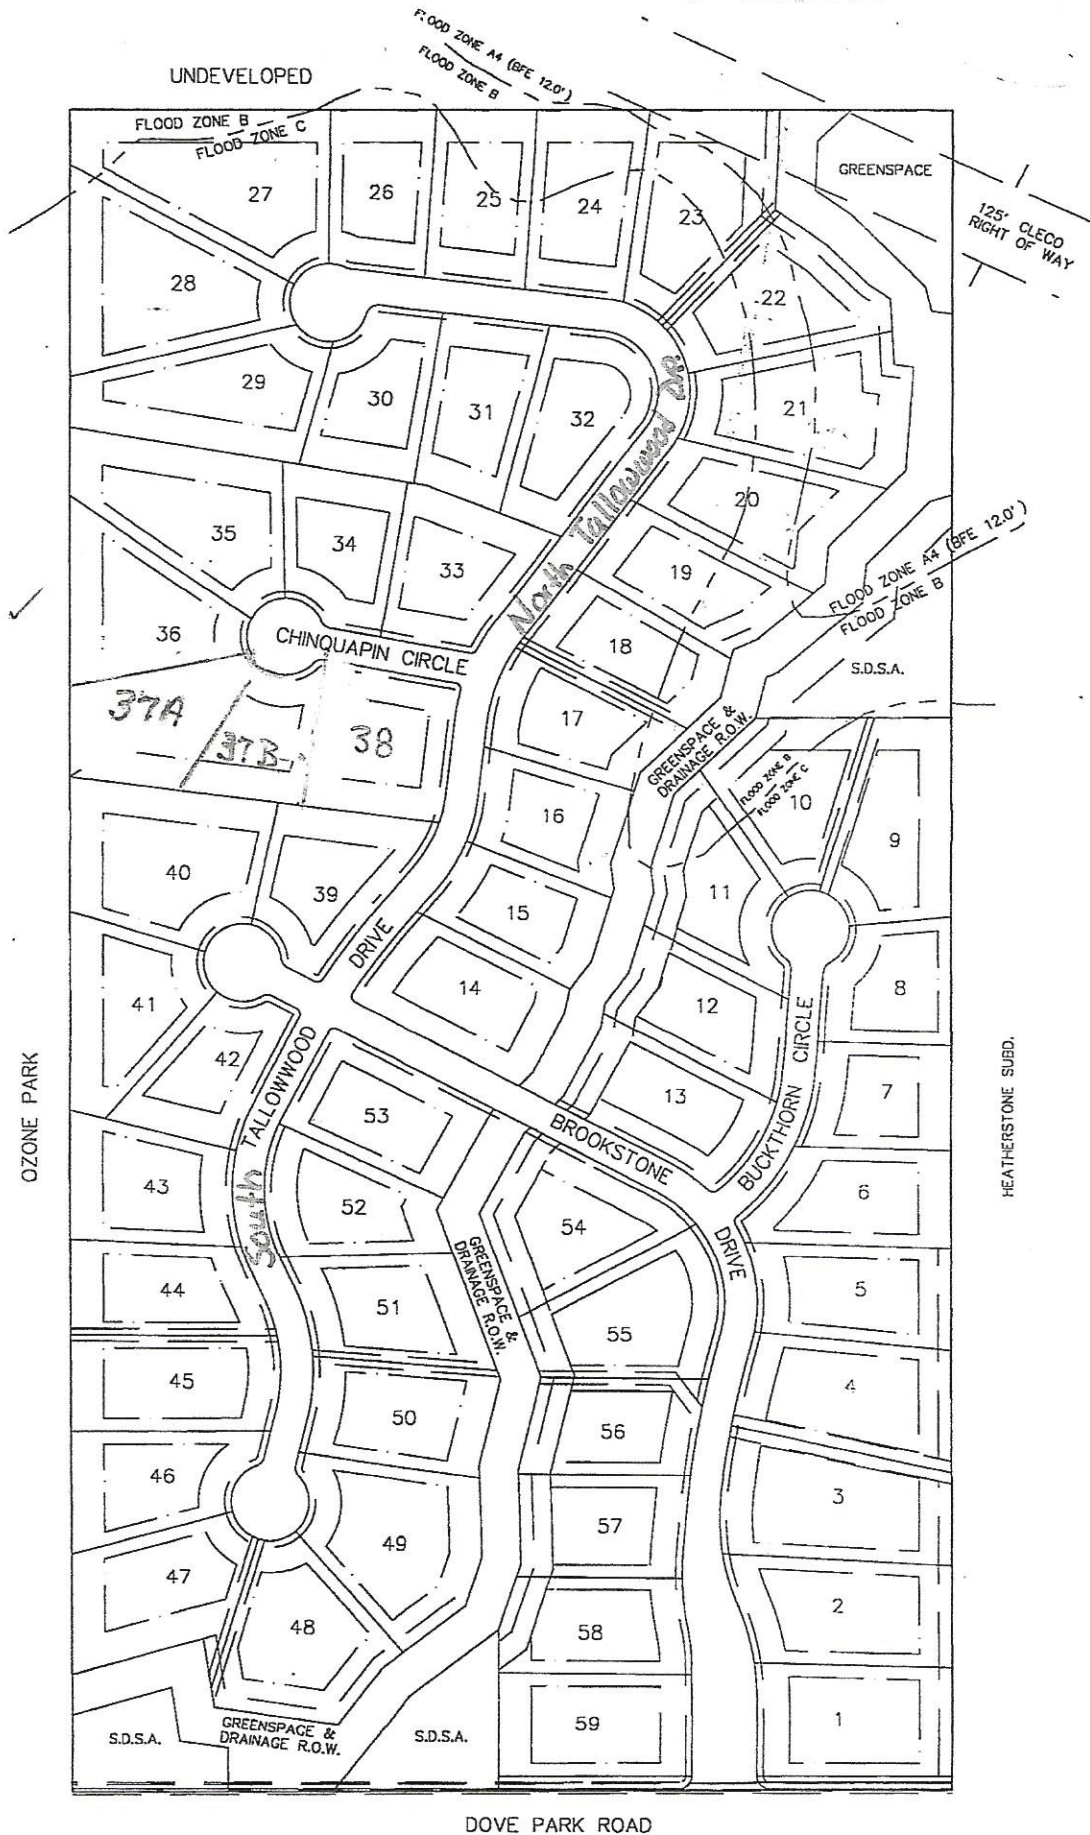 FLOOD ZONE A4 (BFE 12.0')
FLOOD ZONE B
UNDEVELOPED
FLOOD ZONE B
FLOOD ZONE C
GREENSPACE
125' CLECO
RIGHT OF WAY
27
26
25
24
23
22
28
29
30
31
32
21
North Tallowwood DR.
20
35
34
33
19
FLOOD ZONE A4 (BFE 12.0')
FLOOD ZONE B
S.D.S.A.
36
CHINQUAPIN CIRCLE
18
37A
37B
38
17
GREENSPACE &
DRAINAGE R.O.W.
FLOOD ZONE B
FLOOD ZONE C
10
16
9
40
39
15
11
DRIVE
14
8
41
12
42
South TALLOWWOOD
53
13
BUCKTHORN CIRCLE
7
BROOKSTONE
DRIVE
OZONE PARK
HEATHERSTONE SUBD.
43
52
54
6
GREENSPACE &
DRAINAGE R.O.W.
44
51
55
5
45
50
56
4
46
49
57
3
47
48
58
2
59
1
S.D.S.A.
GREENSPACE &
DRAINAGE R.O.W.
S.D.S.A.
DOVE PARK ROAD